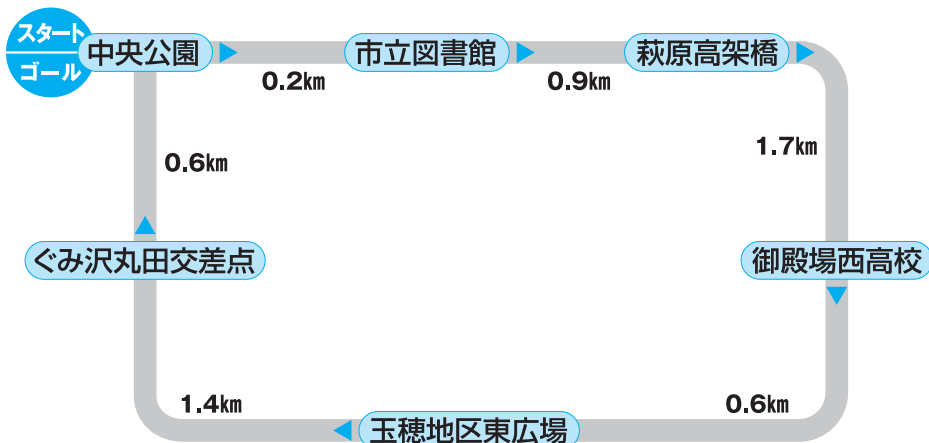 スタート
ゴール
中央公園
0.2km
市立図書館
0.9km
萩原高架橋
1.7km
御殿場西高校
0.6km
玉穂地区東広場
1.4km
ぐみ沢丸田交差点
0.6km